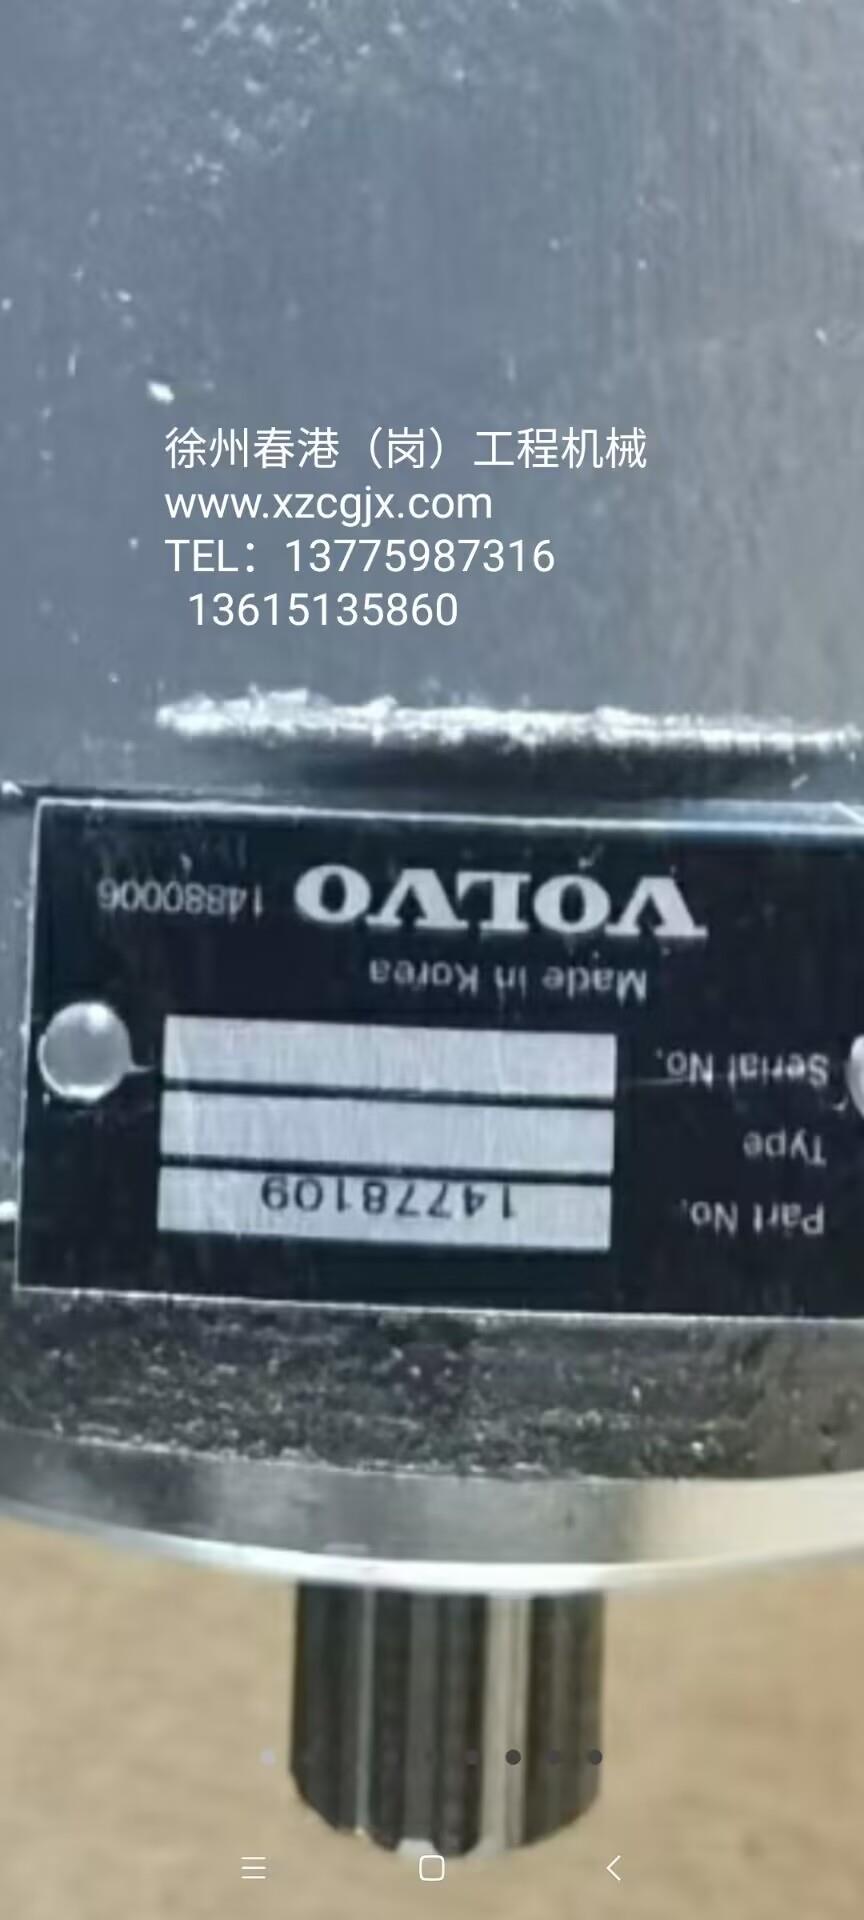 徐州春港（岗）工程机械
www.xzcgjx.com
TEL：13775987316
13615135860
VOLVO 14880006
Made in Korea
Serial No.
Type
Part No. 14778109